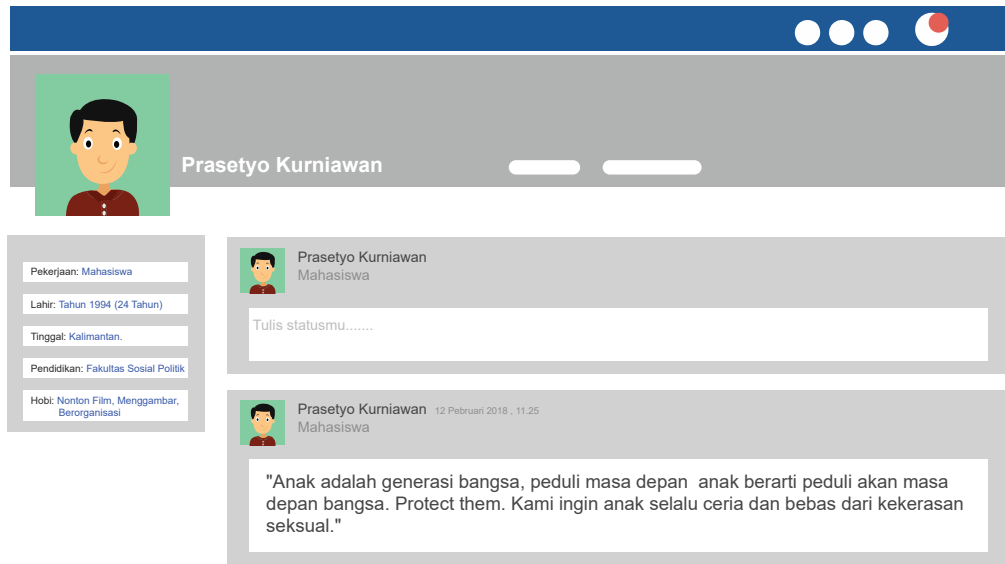 Prasetyo Kurniawan
Pekerjaan: Mahasiswa
Lahir: Tahun 1994 (24 Tahun)
Tinggal: Kalimantan.
Pendidikan: Fakultas Sosial Politik
Hobi: Nonton Film, Menggambar,
Berorganisasi
Prasetyo Kurniawan
Mahasiswa
Tulis statusmu.......
Prasetyo Kurniawan 12 Pebruari 2018 , 11.25
Mahasiswa
"Anak adalah generasi bangsa, peduli masa depan  anak berarti peduli akan masa
depan bangsa. Protect them. Kami ingin anak selalu ceria dan bebas dari kekerasan
seksual."